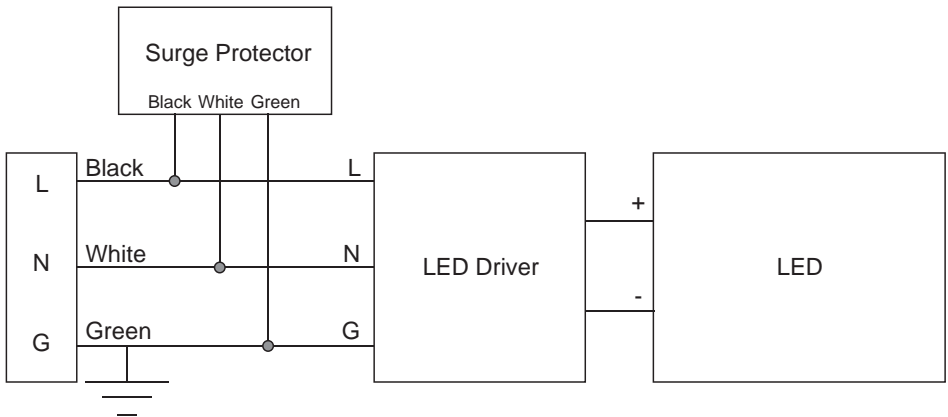 Surge Protector
Black White Green
L Black L
+
N White N LED Driver LED
-
G Green G